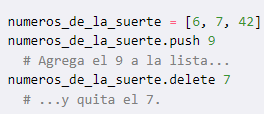 numeros_de_la_suerte = [6, 7, 42]
numeros_de_la_suerte.push 9
# Agrega el 9 a la lista...
numeros_de_la_suerte.delete 7
# ...y quita el 7.